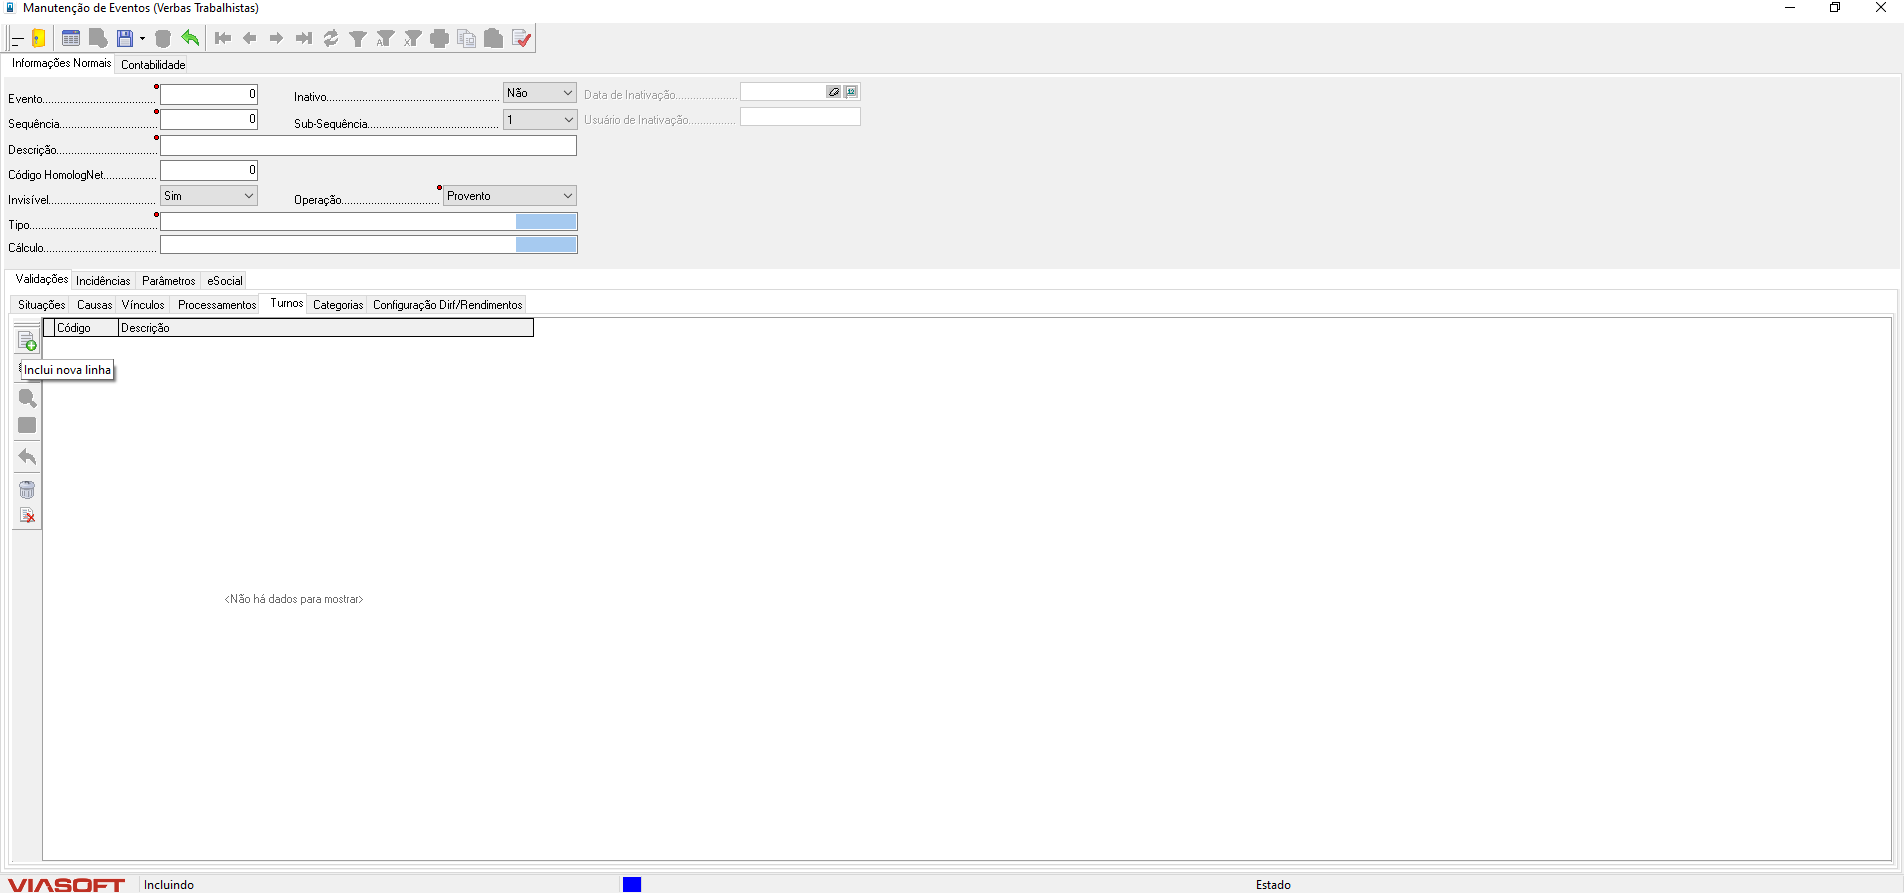 Manutenção de Eventos (Verbas Trabalhistas)
Informações Normais Contabilidade
Evento 0 Inativo Não Data de Inativação
Sequência 0 Sub-Sequência 1 Usuário de Inativação
Descrição
Código HomologNet 0
Invisível Sim Operação Provento
Tipo
Cálculo
Validações Incidências Parâmetros eSocial
Situações Causas Vínculos Processamentos Turnos Categorias Configuração Dirf/Rendimentos
Código Descrição
Inclui nova linha
<Não há dados para mostrar>
VIASOFT Incluindo Estado